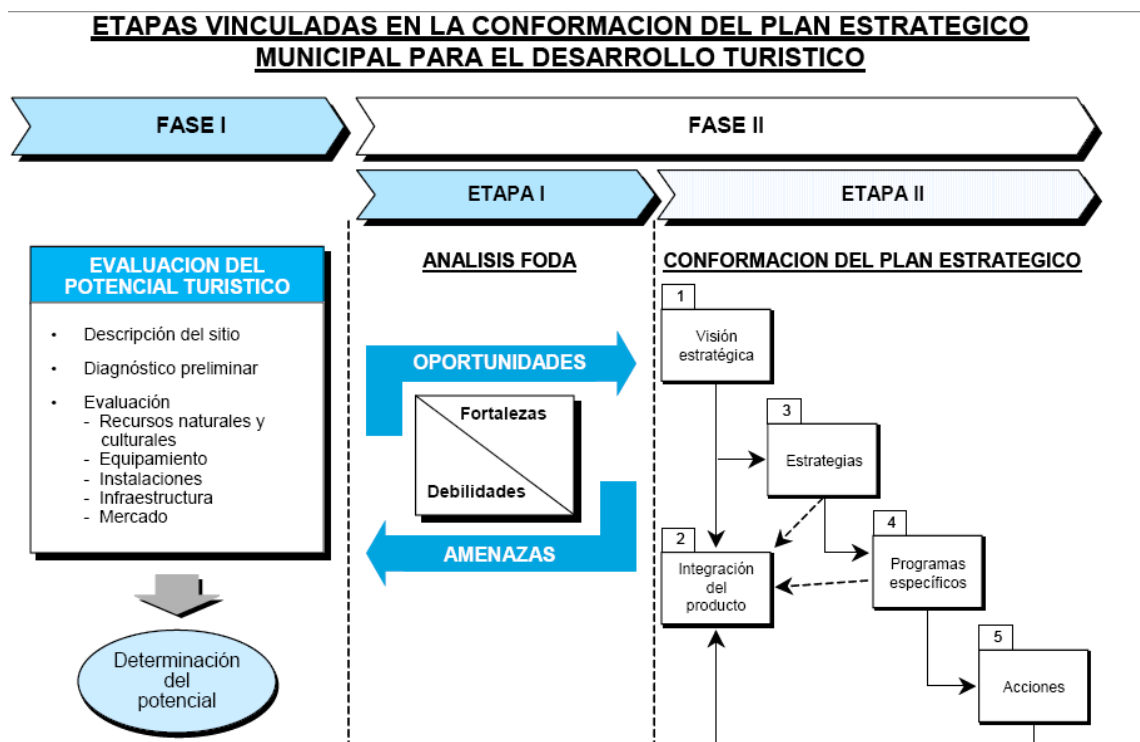 ETAPAS VINCULADAS EN LA CONFORMACION DEL PLAN ESTRATEGICO
MUNICIPAL PARA EL DESARROLLO TURISTICO
FASE I
FASE II
ETAPA I
ETAPA II
EVALUACION DEL
POTENCIAL TURISTICO
• Descripción del sitio
• Diagnóstico preliminar
• Evaluación
- Recursos naturales y
culturales
- Equipamiento
- Instalaciones
- Infraestructura
- Mercado
Determinación
del
potencial
ANALISIS FODA
OPORTUNIDADES
Fortalezas
Debilidades
AMENAZAS
CONFORMACION DEL PLAN ESTRATEGICO
1
Visión
estratégica
3
Estrategias
2
Integración
del
producto
4
Programas
específicos
5
Acciones